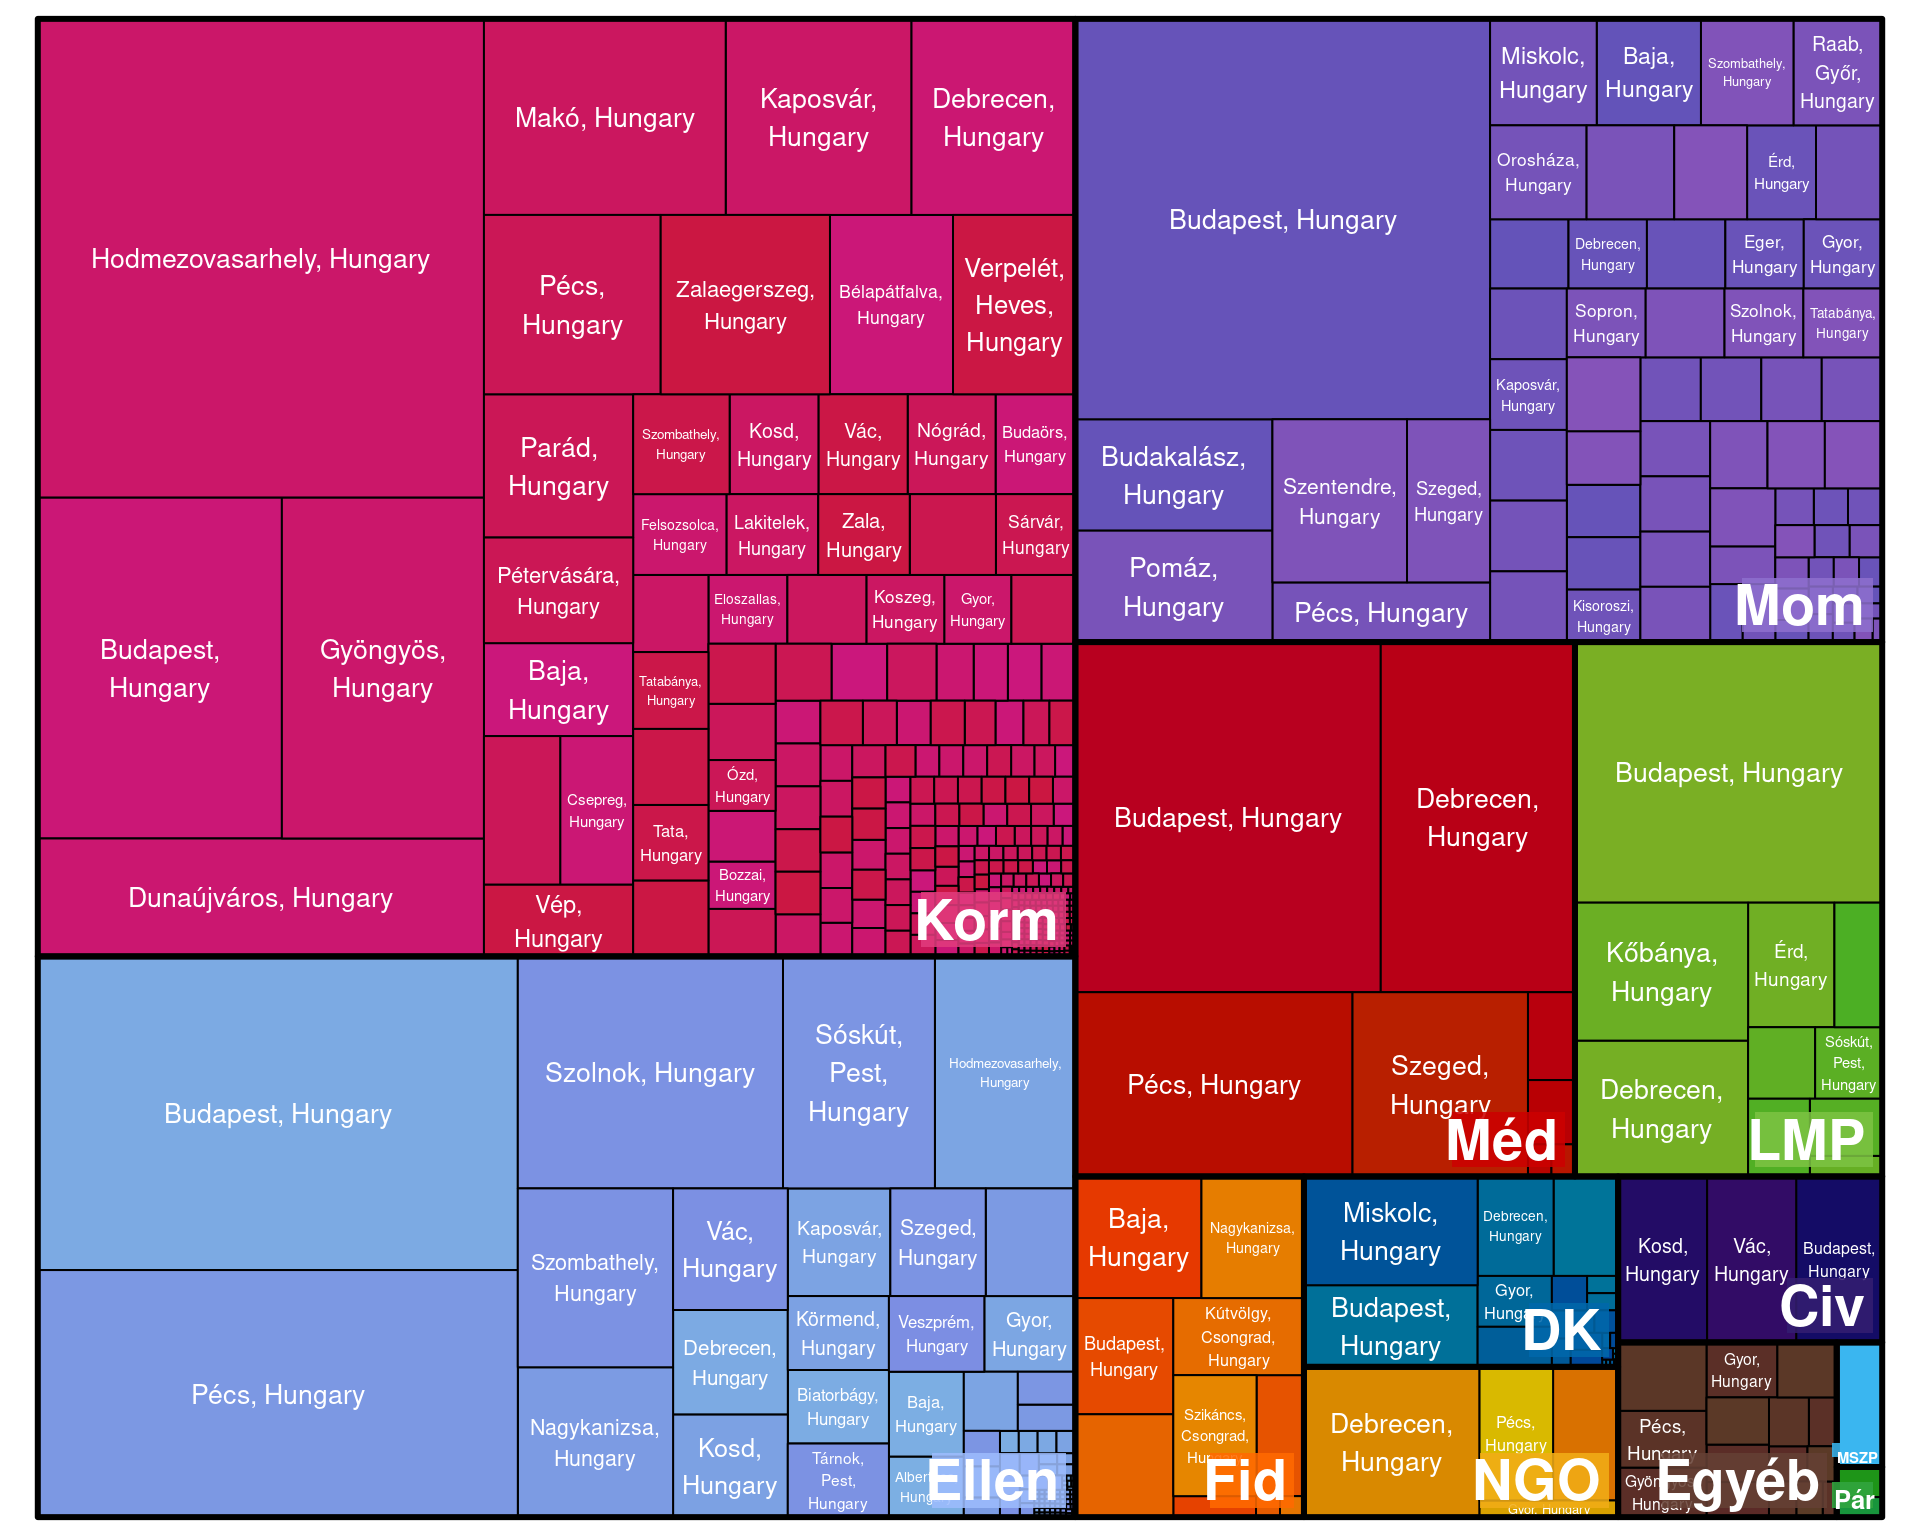 Hodmezovasarhely, Hungary
Budapest,
Hungary
Gyöngyös,
Hungary
Dunaújváros, Hungary
Makó, Hungary
Kaposvár,
Hungary
Debrecen,
Hungary
Pécs,
Hungary
Zalaegerszeg,
Hungary
Bélapátfalva,
Hungary
Verpelét,
Heves,
Hungary
Parád,
Hungary
Szombathely,
Hungary
Kosd,
Hungary
Vác,
Hungary
Nógrád,
Hungary
Budaörs,
Hungary
Felsozsolca,
Hungary
Lakitelek,
Hungary
Zala,
Hungary
Sárvár,
Hungary
Pétervására,
Hungary
Eloszallas,
Hungary
Koszeg,
Hungary
Gyor,
Hungary
Baja,
Hungary
Tatabánya,
Hungary
Csepreg,
Hungary
Ózd,
Hungary
Tata,
Hungary
Bozzai,
Hungary
Vép,
Hungary
Korm
Budapest, Hungary
Miskolc,
Hungary
Baja,
Hungary
Szombathely,
Hungary
Raab,
Győr,
Hungary
Orosháza,
Hungary
Érd,
Hungary
Debrecen,
Hungary
Eger,
Hungary
Gyor,
Hungary
Sopron,
Hungary
Szolnok,
Hungary
Tatabánya,
Hungary
Kaposvár,
Hungary
Budakalász,
Hungary
Szentendre,
Hungary
Szeged,
Hungary
Pomáz,
Hungary
Pécs, Hungary
Kisoroszi,
Hungary
Mom
Budapest, Hungary
Pécs, Hungary
Szolnok, Hungary
Sóskút,
Pest,
Hungary
Hodmezovasarhely,
Hungary
Szombathely,
Hungary
Vác,
Hungary
Kaposvár,
Hungary
Szeged,
Hungary
Debrecen,
Hungary
Körmend,
Hungary
Veszprém,
Hungary
Gyor,
Hungary
Nagykanizsa,
Hungary
Biatorbágy,
Hungary
Baja,
Hungary
Kosd,
Hungary
Tárnok,
Pest,
Hungary
Ellen
Budapest, Hungary
Debrecen,
Hungary
Pécs, Hungary
Szeged,
Hungary
Méd
Budapest, Hungary
Kőbánya,
Hungary
Érd,
Hungary
Debrecen,
Hungary
Sóskút,
Pest,
Hungary
LMP
Baja,
Hungary
Nagykanizsa,
Hungary
Budapest,
Hungary
Kútvölgy,
Csongrad,
Hungary
Szikáncs,
Csongrad,
Fid
Miskolc,
Hungary
Debrecen,
Hungary
Budapest,
Hungary
Gyor,
DK
Kosd,
Hungary
Vác,
Hungary
Budapest,
Hungary
Civ
Debrecen,
Hungary
Pécs,
Hungary
Gyor, Hungary
NGO
Gyor,
Hungary
Pécs,
Hungary
Egyéb
MSZP
Pár